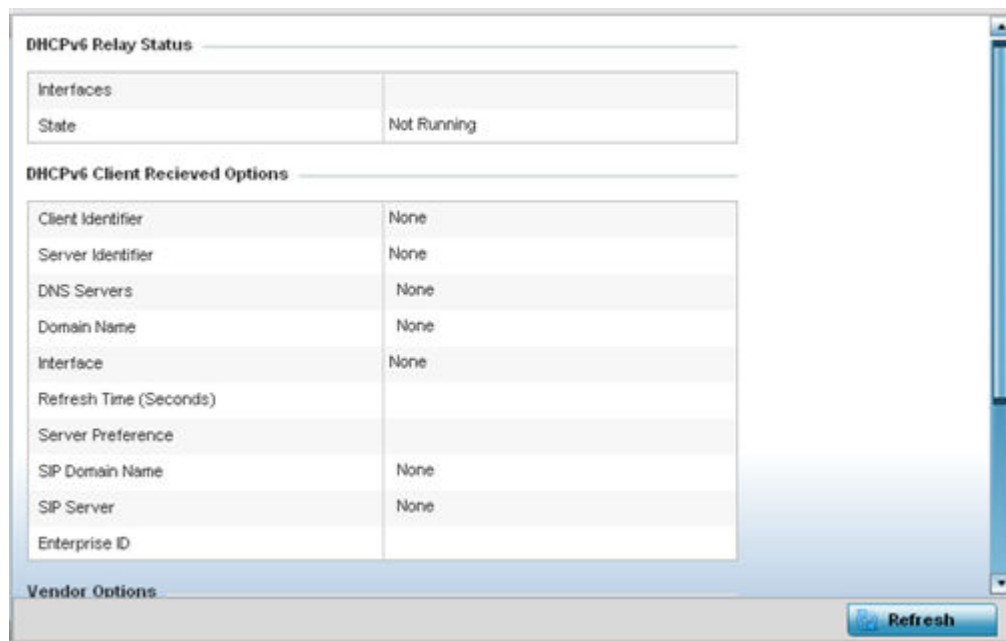 DHCPv6 Relay Status
Interfaces
State Not Running
DHCPv6 Client Recieved Options
Client Identifier None
Server Identifier None
DNS Servers None
Domain Name None
Interface None
Refresh Time (Seconds)
Server Preference
SIP Domain Name None
SIP Server None
Enterprise ID
Vendor Options
Refresh